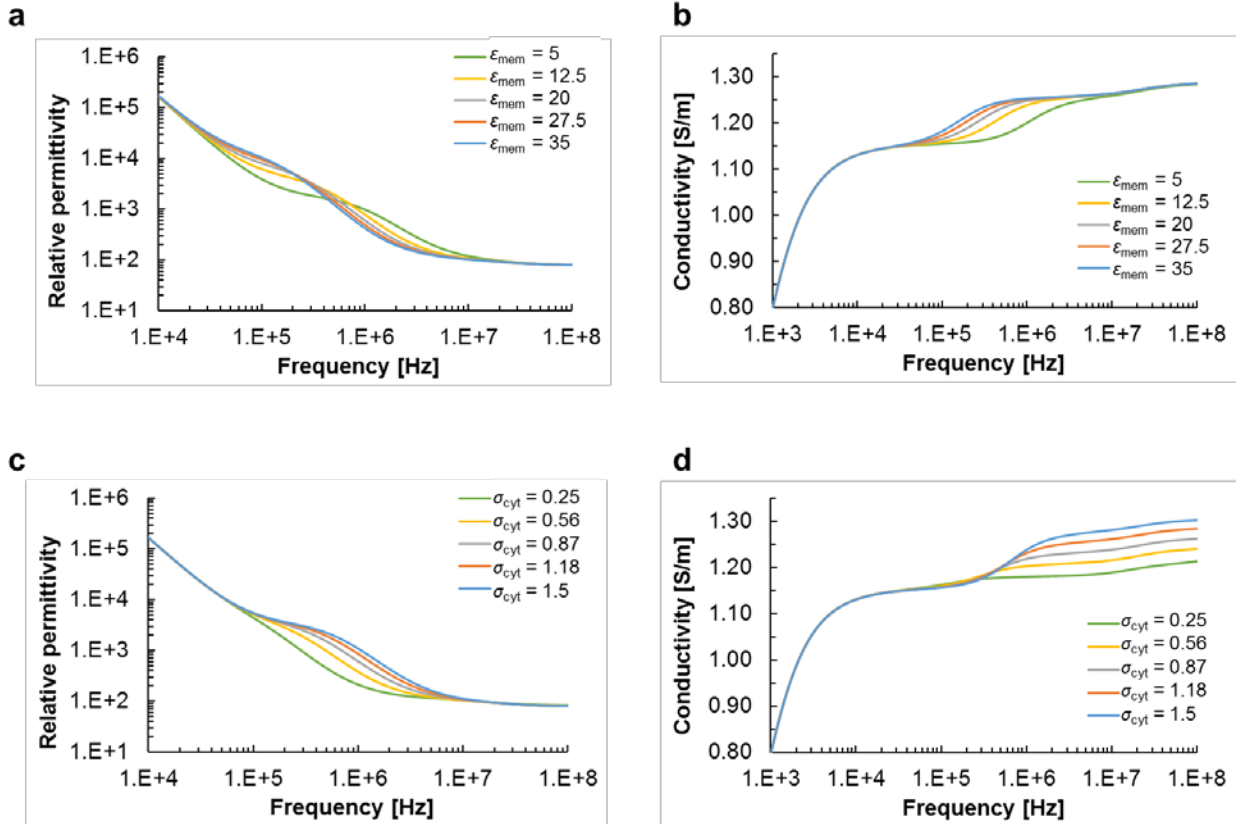 a
Relative permittivity
1.E+6
1.E+5
1.E+4
1.E+3
1.E+2
1.E+1
εmem = 5
εmem = 12.5
εmem = 20
εmem = 27.5
εmem = 35
1.E+4 1.E+5 1.E+6 1.E+7 1.E+8
Frequency [Hz]
b
Conductivity [S/m]
1.30
1.20
1.10
1.00
0.90
0.80
εmem = 5
εmem = 12.5
εmem = 20
εmem = 27.5
εmem = 35
1.E+3 1.E+4 1.E+5 1.E+6 1.E+7 1.E+8
Frequency [Hz]
c
Relative permittivity
1.E+6
1.E+5
1.E+4
1.E+3
1.E+2
1.E+1
σcyt = 0.25
σcyt = 0.56
σcyt = 0.87
σcyt = 1.18
σcyt = 1.5
1.E+4 1.E+5 1.E+6 1.E+7 1.E+8
Frequency [Hz]
d
Conductivity [S/m]
1.30
1.20
1.10
1.00
0.90
0.80
σcyt = 0.25
σcyt = 0.56
σcyt = 0.87
σcyt = 1.18
σcyt = 1.5
1.E+3 1.E+4 1.E+5 1.E+6 1.E+7 1.E+8
Frequency [Hz]